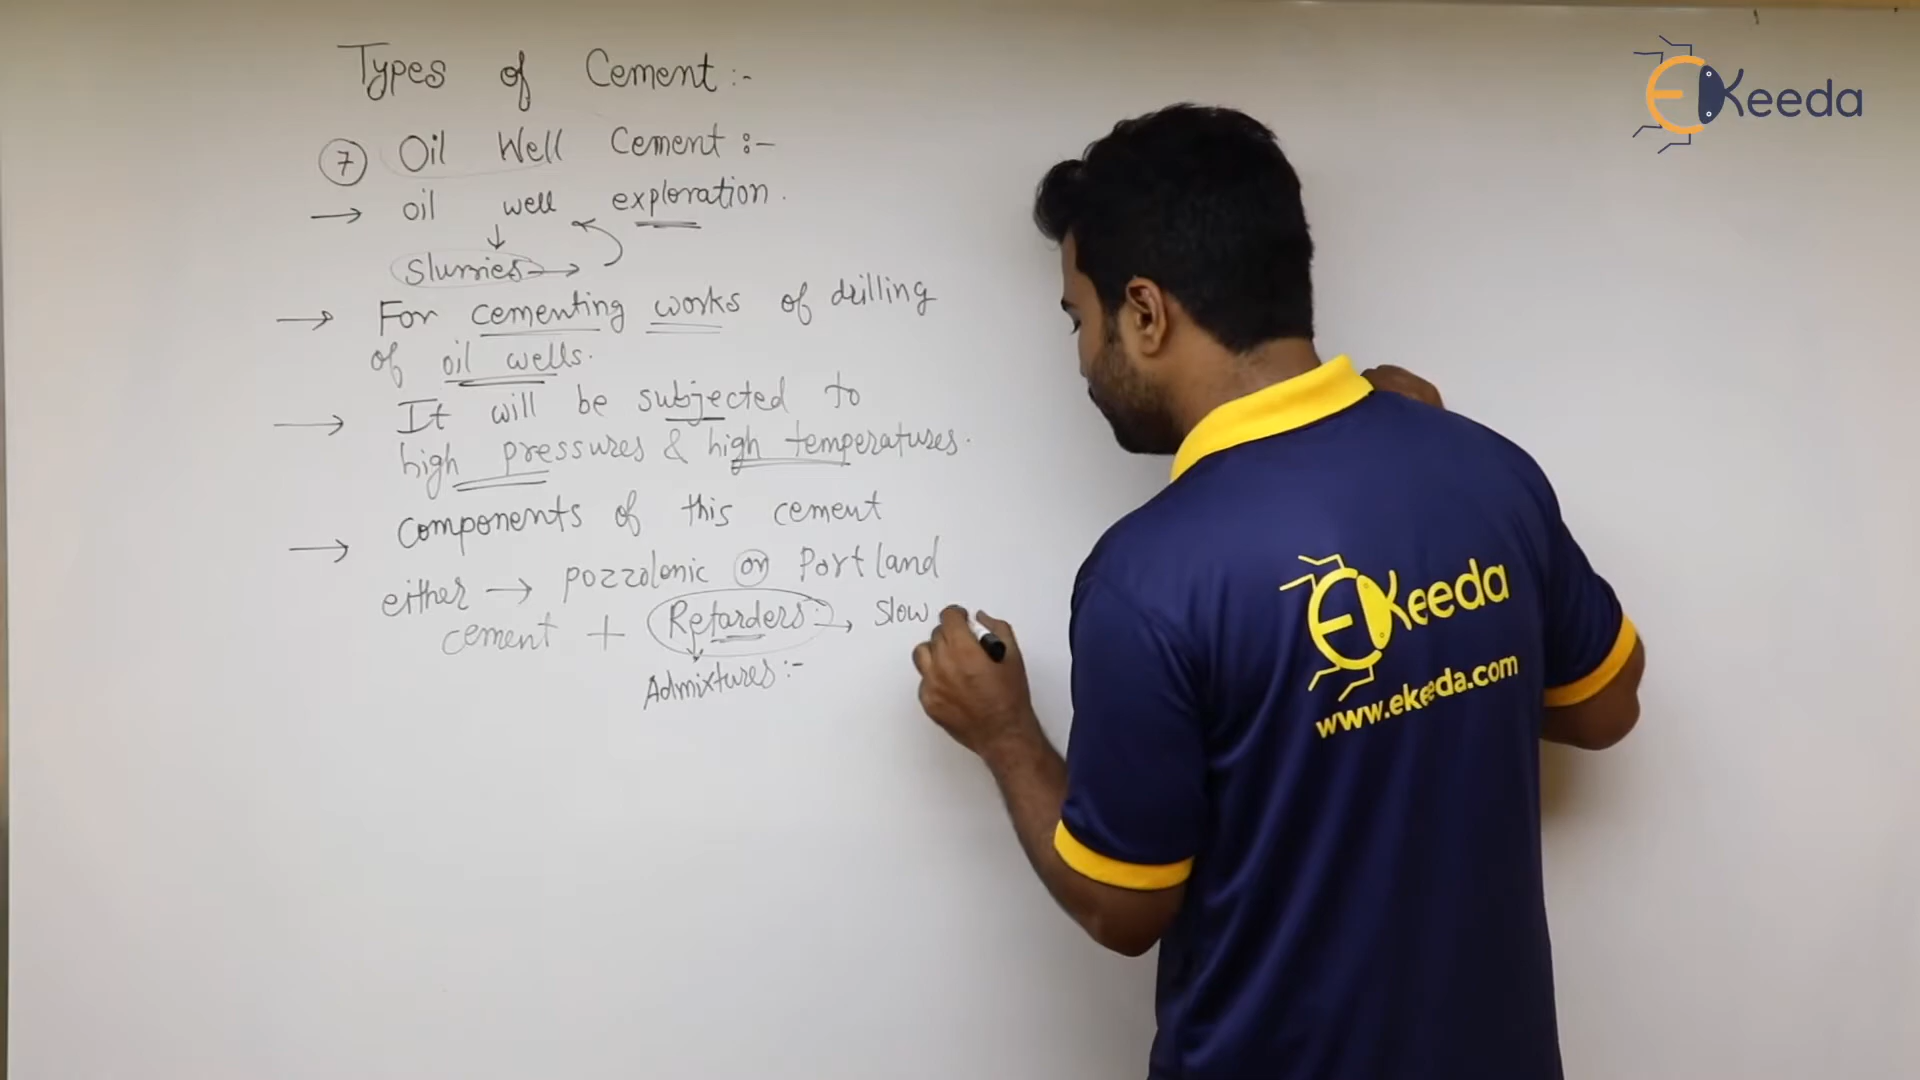 Types of Cement :-
7 Oil Well Cement :-
→ oil well exploration.
↓
Slurries →
→ For cementing works of drilling
of oil wells.
→ It will be subjected to
high pressures & high temperatures.
→ components of this cement
either → pozzolonic or Portland
cement + Retarders → slow
↓
Admixtures :-
EKeeda
EKeeda
www.ekeeda.com